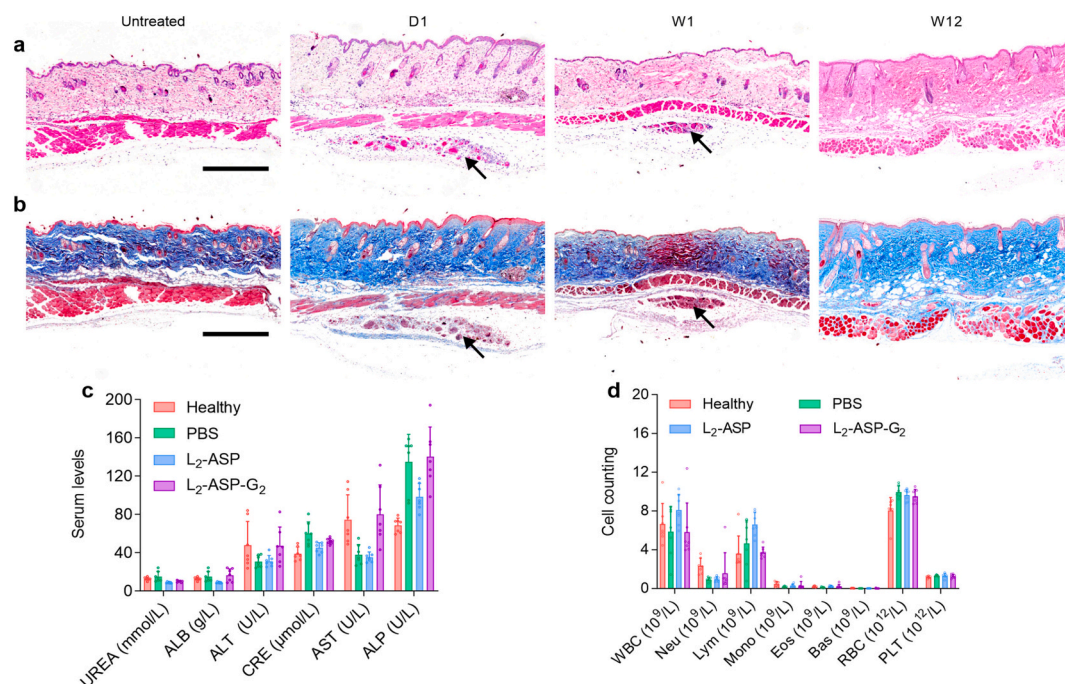 Untreated D1 W1 W12
a
b
c
200
160
120
80
40
0
Serum levels
Healthy
PBS
L₂-ASP
L₂-ASP-G₂
UREA (mmol/L)
ALB (g/L)
ALT (U/L)
CRE (μmol/L)
AST (U/L)
ALP (U/L)
d
20
16
12
8
4
0
Cell counting
Healthy PBS
L₂-ASP L₂-ASP-G₂
WBC (10⁹/L)
Neu (10⁹/L)
Lym (10⁹/L)
Mono (10⁹/L)
Eos (10⁹/L)
Bas (10⁹/L)
RBC (10¹²/L)
PLT (10¹²/L)